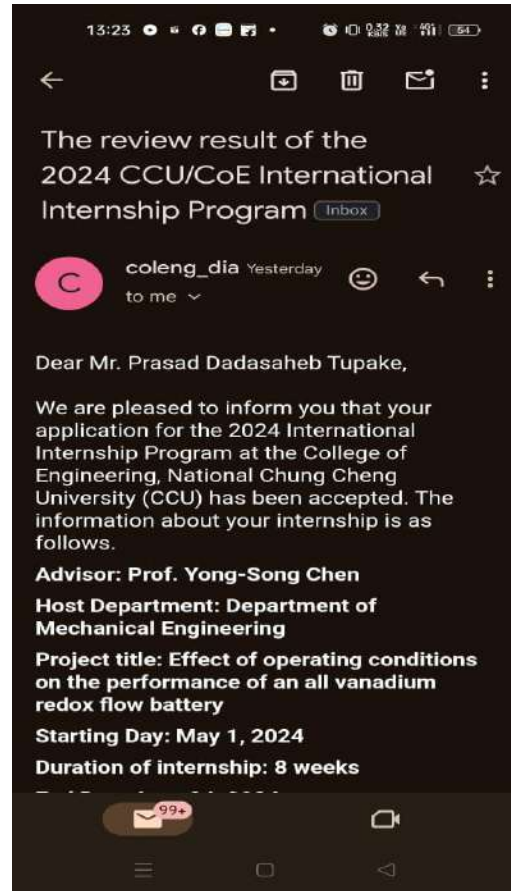 13:23
0.32
KB/S
54
The review result of the
2024 CCU/CoE International
Internship Program Inbox
C
coleng_dia Yesterday
to me
Dear Mr. Prasad Dadasaheb Tupake,
We are pleased to inform you that your
application for the 2024 International
Internship Program at the College of
Engineering, National Chung Cheng
University (CCU) has been accepted. The
information about your internship is as
follows.
Advisor: Prof. Yong-Song Chen
Host Department: Department of
Mechanical Engineering
Project title: Effect of operating conditions
on the performance of an all vanadium
redox flow battery
Starting Day: May 1, 2024
Duration of internship: 8 weeks
99+